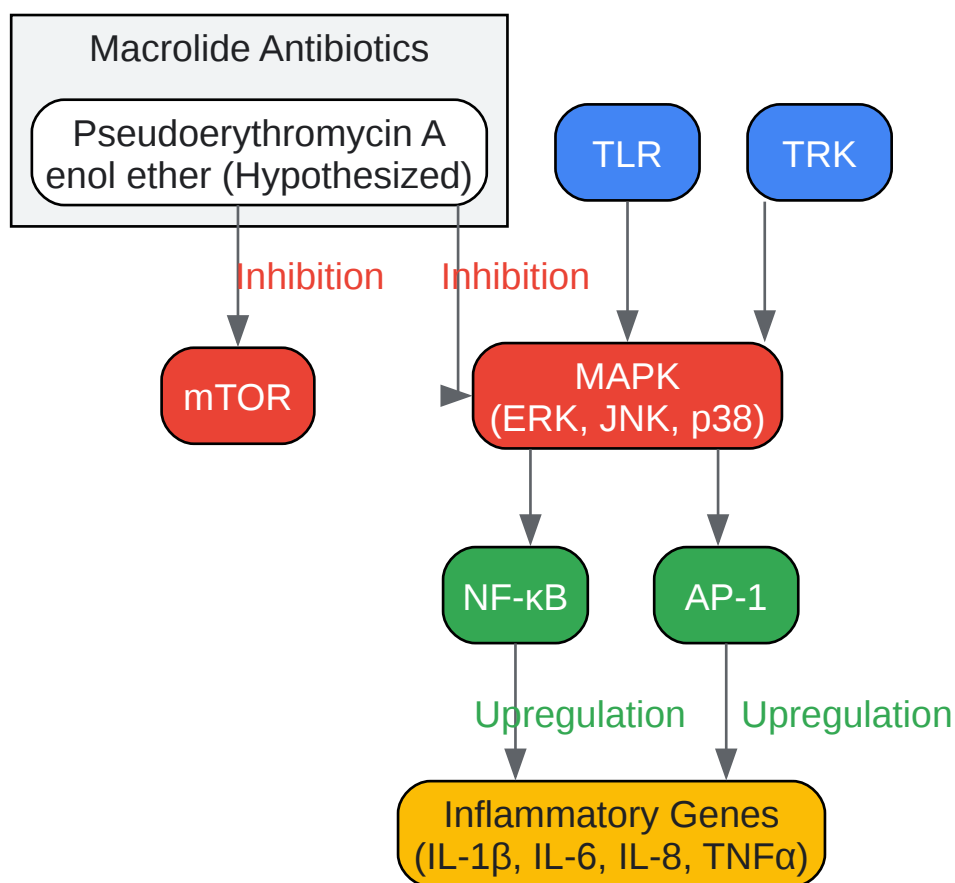 Macrolide Antibiotics
Pseudoerythromycin A
enol ether (Hypothesized)
TLR
TRK
Inhibition
Inhibition
mTOR
MAPK
(ERK, JNK, p38)
NF-κB
AP-1
Upregulation
Upregulation
Inflammatory Genes
(IL-1β, IL-6, IL-8, TNFα)